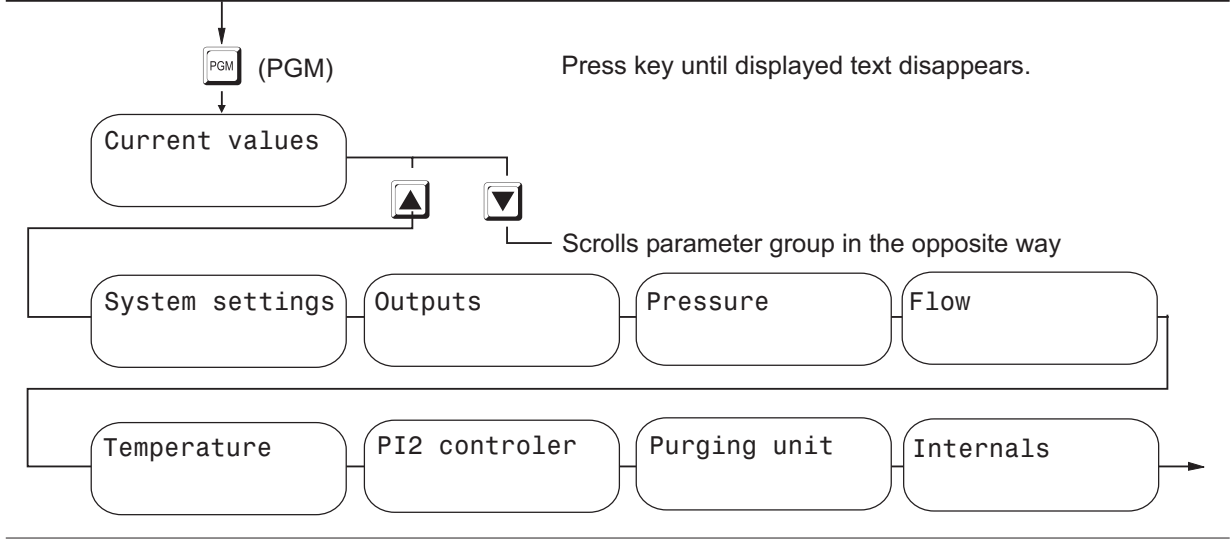 PGM (PGM) Press key until displayed text disappears.
Current values
Scrolls parameter group in the opposite way
System settings Outputs Pressure Flow
Temperature PI2 controler Purging unit Internals